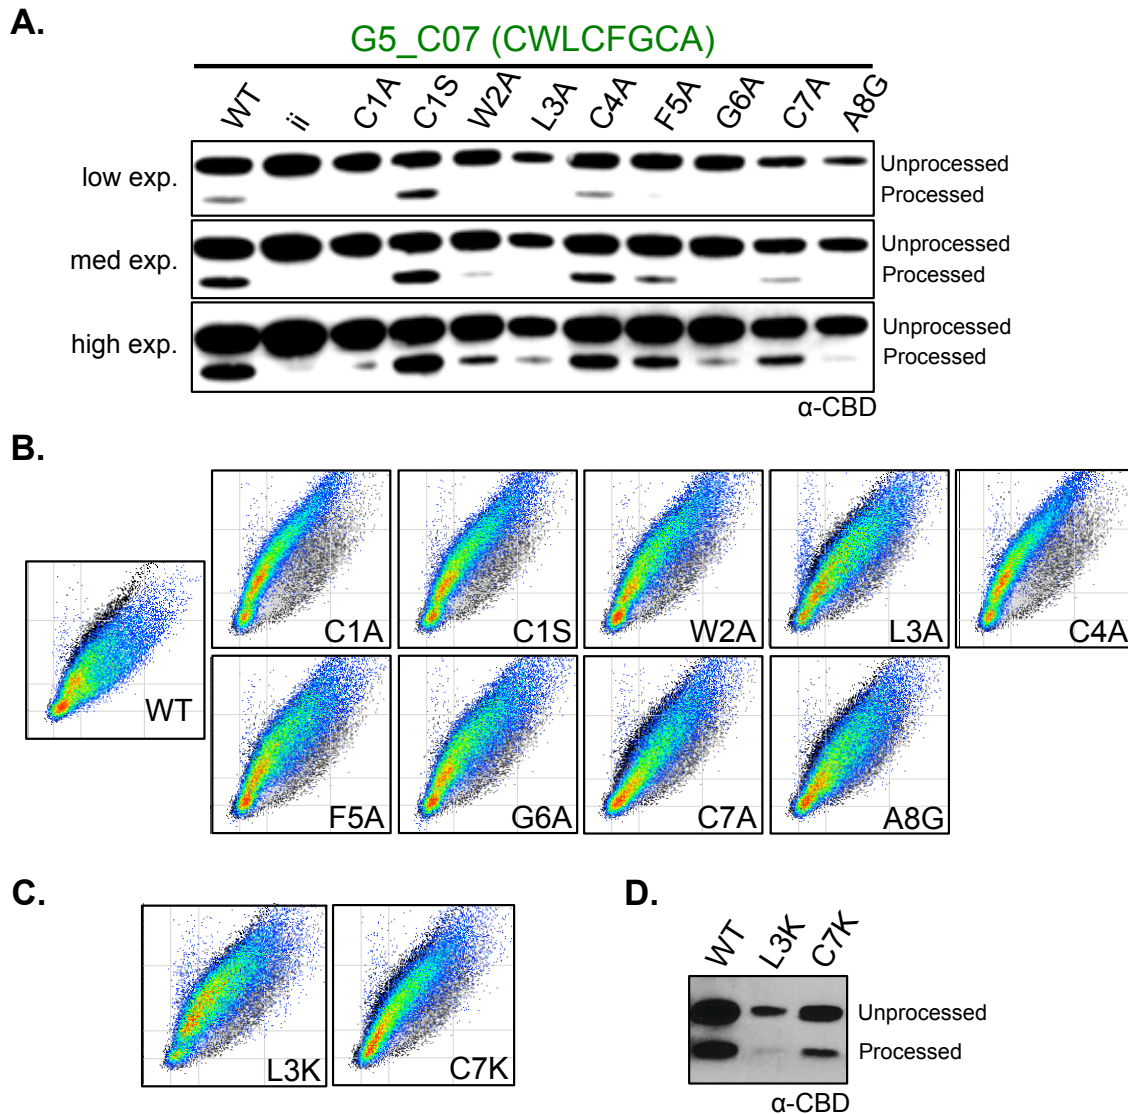 A.
G5_C07 (CWLCFGCA)
WT ii C1A C1S W2A L3A C4A F5A G6A C7A A8G
low exp. Unprocessed
Processed
med exp. Unprocessed
Processed
high exp. Unprocessed
Processed
α-CBD
B.
WT
C1A C1S W2A L3A C4A
F5A G6A C7A A8G
C.
L3K C7K
D.
WT L3K C7K
Unprocessed
Processed
α-CBD